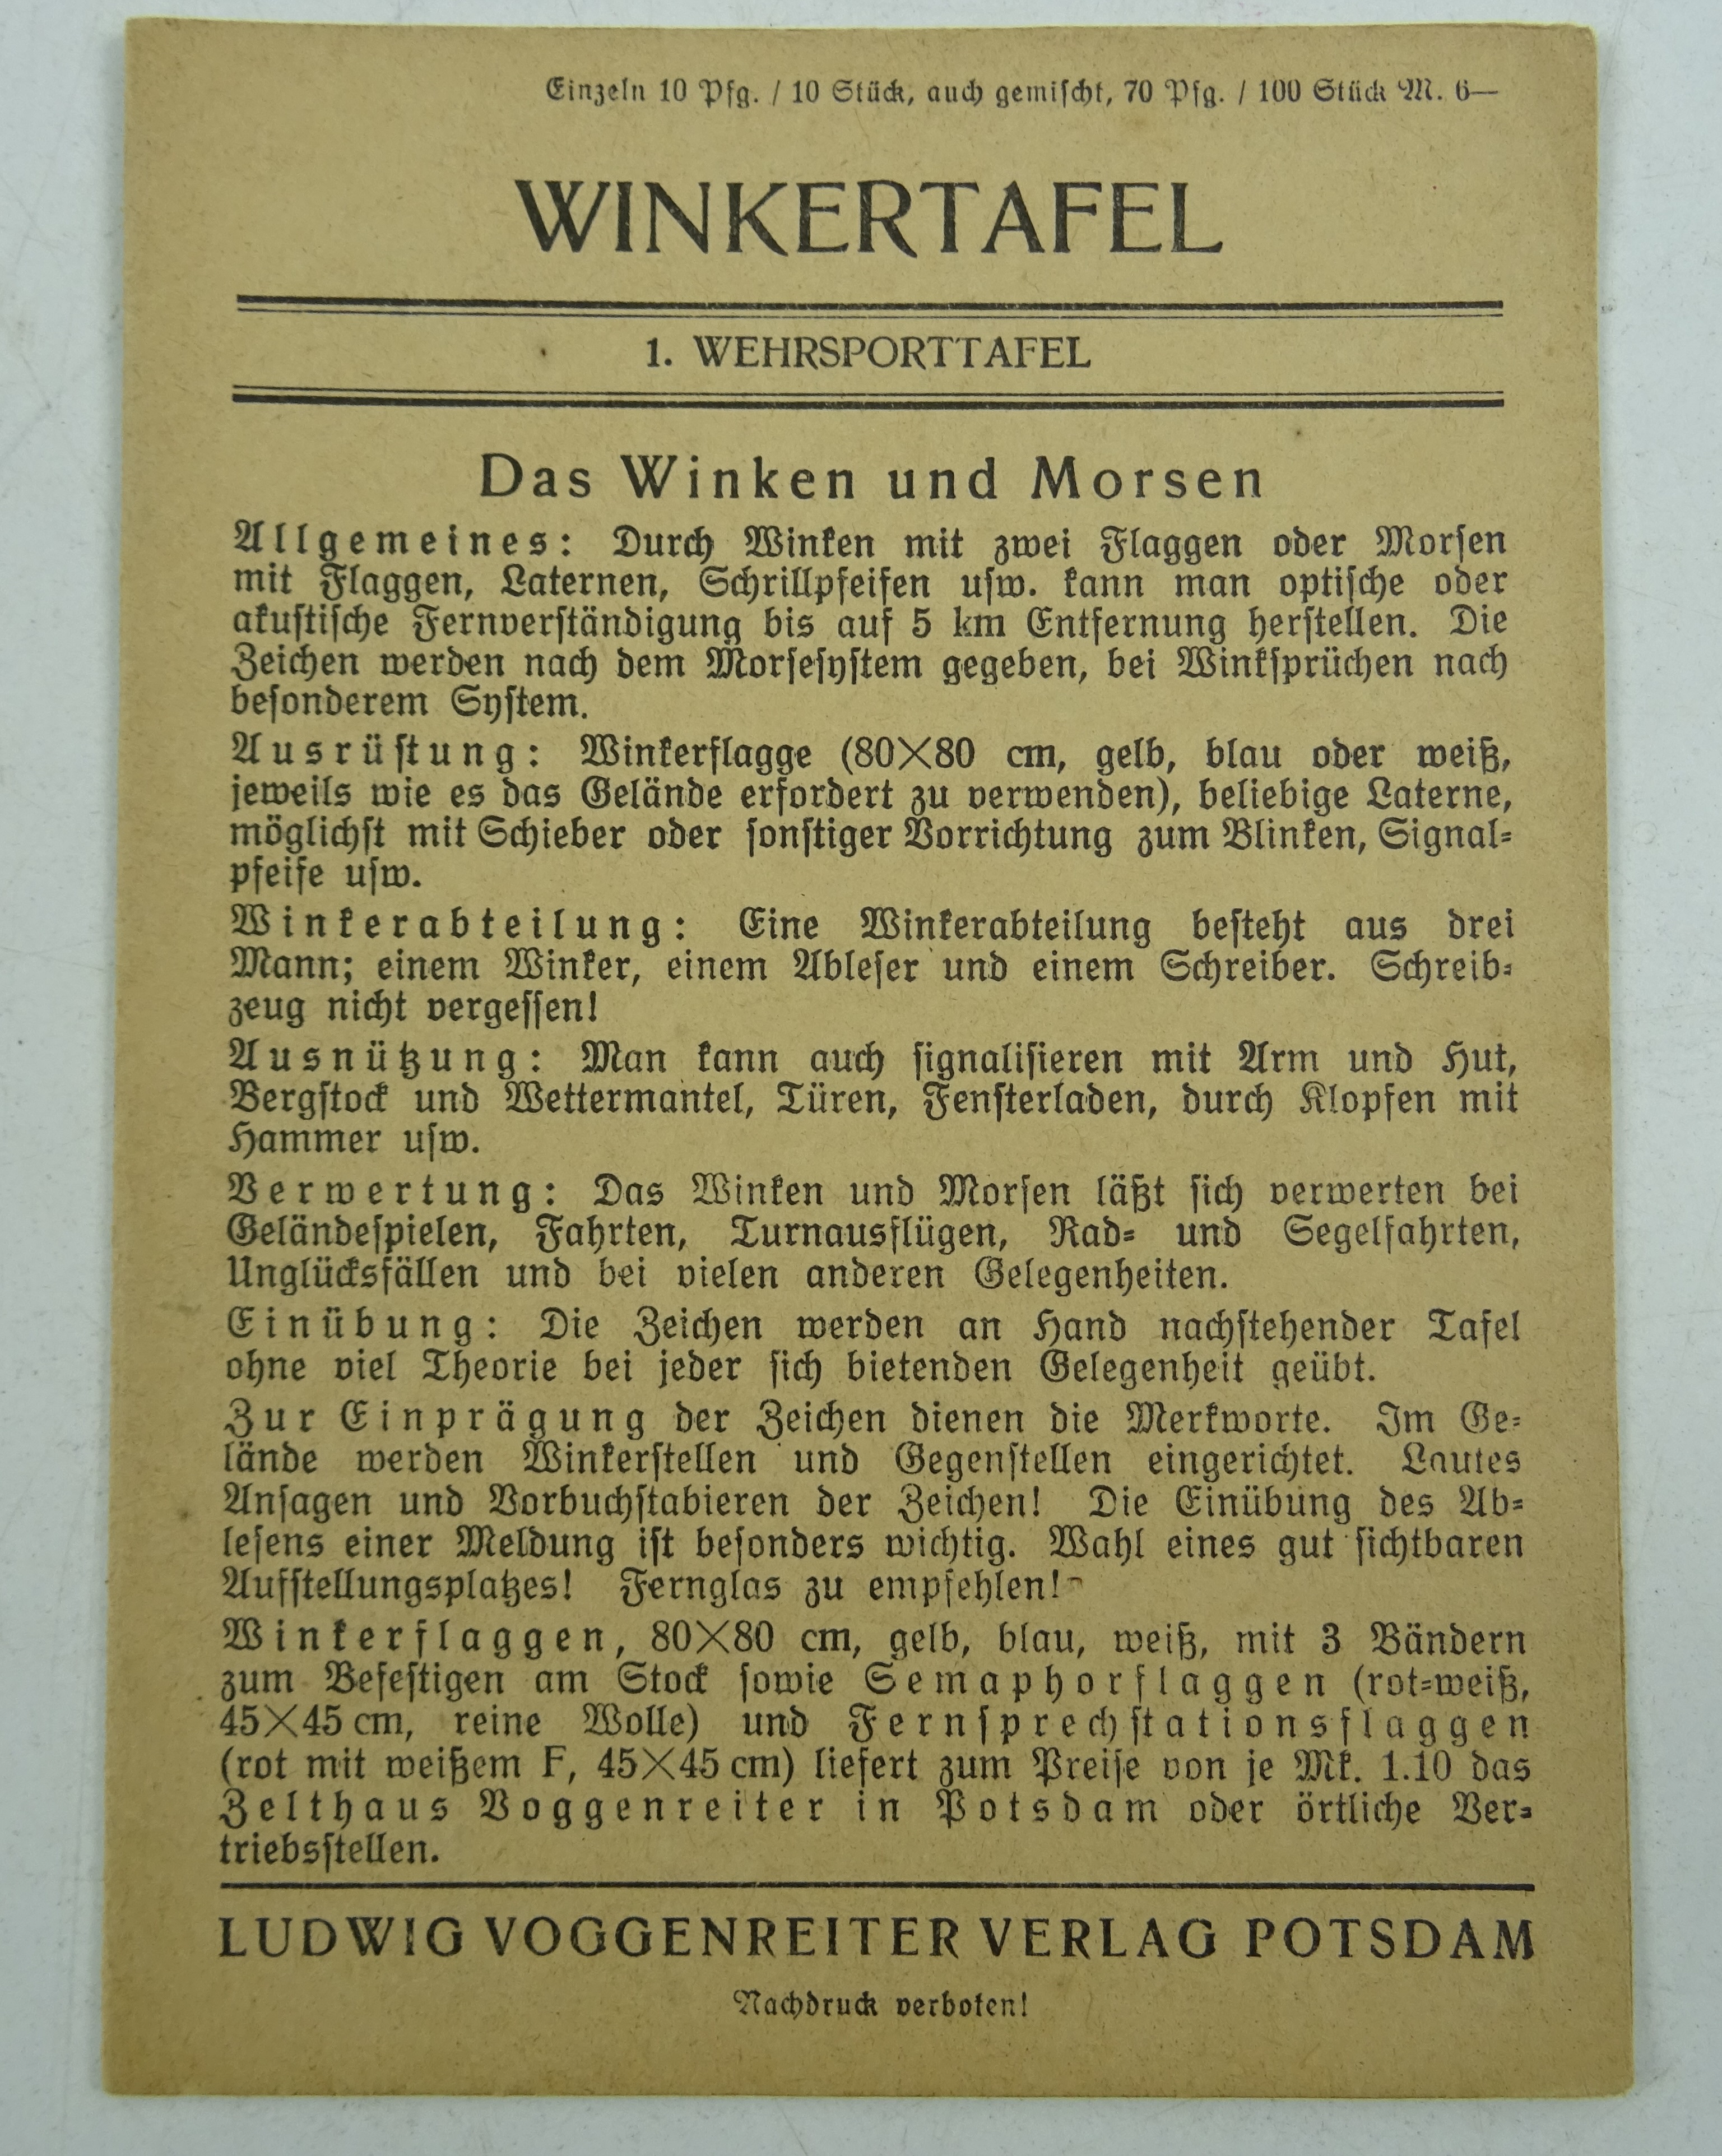 Einzeln 10 Pfg. / 10 Stück, auch gemischt, 70 Pfg. / 100 Stück M. 6—
WINKERTAFEL
1. WEHRSPORTTAFEL
Das Winken und Morsen
Allgemeines: Durch Winken mit zwei Flaggen oder Morsen
mit Flaggen, Laternen, Schrillpfeifen usw. kann man optische oder
akustische Fernverständigung bis auf 5 km Entfernung herstellen. Die
Zeichen werden nach dem Morsesystem gegeben, bei Winksprüchen nach
besonderem System.
Ausrüstung: Winkerflagge (80×80 cm, gelb, blau oder weiß,
jeweils wie es das Gelände erfordert zu verwenden), beliebige Laterne,
möglichst mit Schieber oder sonstiger Vorrichtung zum Blinken, Signal-
pfeife usw.
Winkerabteilung: Eine Winkerabteilung besteht aus drei
Mann; einem Winker, einem Ableser und einem Schreiber. Schreib-
zeug nicht vergessen!
Ausnützung: Man kann auch signalisieren mit Arm und Hut,
Bergstock und Wettermantel, Türen, Fensterladen, durch Klopfen mit
Hammer usw.
Verwertung: Das Winken und Morsen läßt sich verwerten bei
Geländespielen, Fahrten, Turnausflügen, Rad- und Segelfahrten,
Unglücksfällen und bei vielen anderen Gelegenheiten.
Einübung: Die Zeichen werden an Hand nachstehender Tafel
ohne viel Theorie bei jeder sich bietenden Gelegenheit geübt.
Zur Einprägung der Zeichen dienen die Merkworte. Im Ge-
lände werden Winkerstellen und Gegenstellen eingerichtet. Lautes
Ansagen und Vorbuchstabieren der Zeichen! Die Einübung des Ab-
lesens einer Meldung ist besonders wichtig. Wahl eines gut sichtbaren
Aufstellungsplatzes! Fernglas zu empfehlen!
Winkerflaggen, 80×80 cm, gelb, blau, weiß, mit 3 Bändern
zum Befestigen am Stock sowie Semaphorflaggen (rot-weiß,
45×45 cm, reine Wolle) und Fernsprechstationsflaggen
(rot mit weißem F, 45×45 cm) liefert zum Preise von je Mk. 1.10 das
Zelthaus Voggenreiter in Potsdam oder örtliche Ver-
triebsstellen.
LUDWIG VOGGENREITER VERLAG POTSDAM
Nachdruck verboten!